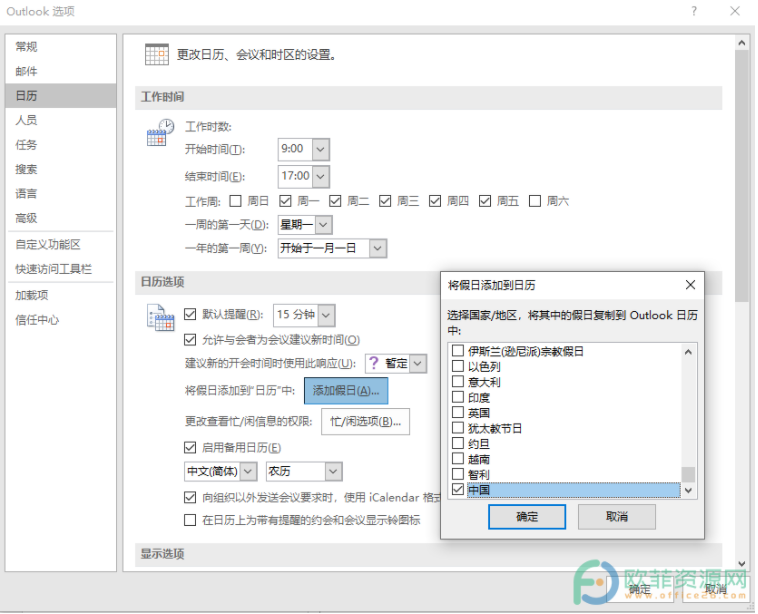 Outlook 选项
?
常规
邮件
日历
人员
任务
搜索
语言
高级
自定义功能区
快速访问工具栏
加载项
信任中心
更改日历、会议和时区的设置。
工作时间
工作时数:
开始时间(T): 9:00
结束时间(E): 17:00
工作周: 周日 周一 周二 周三 周四 周五 周六
一周的第一天(D): 星期一
一年的第一周(Y): 开始于一月一日
日历选项
默认提醒(R): 15 分钟
允许与会者为会议建议新时间(O)
建议新的开会时间时使用此响应(U): ? 暂定
将假日添加到"日历"中: 添加假日(A)...
更改查看忙/闲信息的权限: 忙/闲选项(B)...
启用备用日历(E)
中文(简体) 农历
向组织以外发送会议要求时，使用 iCalendar 格式
在日历上为带有提醒的约会和会议显示铃图标
显示选项
将假日添加到日历
选择国家/地区，将其中的假日复制到 Outlook 日历
中:
伊斯兰(逊尼派)宗教假日
以色列
意大利
印度
英国
犹太教节日
约旦
越南
智利
中国
确定 取消
确定 取消
欧菲资源网
www.office26.com